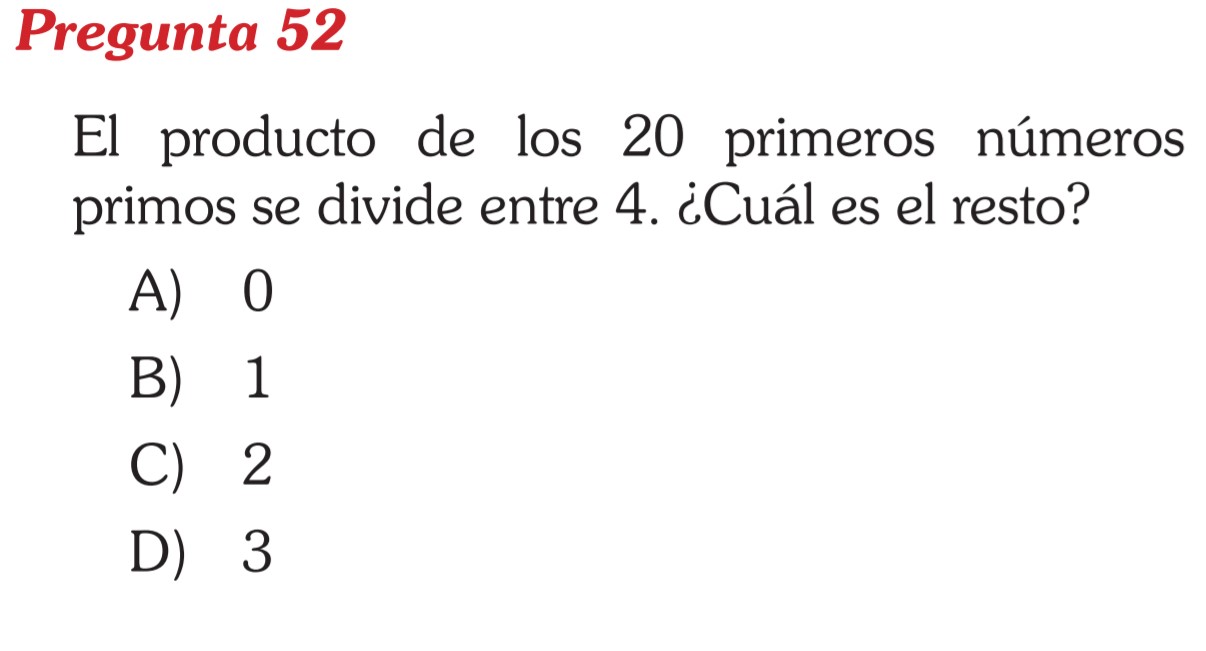 Pregunta 52
El producto de los 20 primeros números
primos se divide entre 4. ¿Cuál es el resto?
A) 0
B) 1
C) 2
D) 3